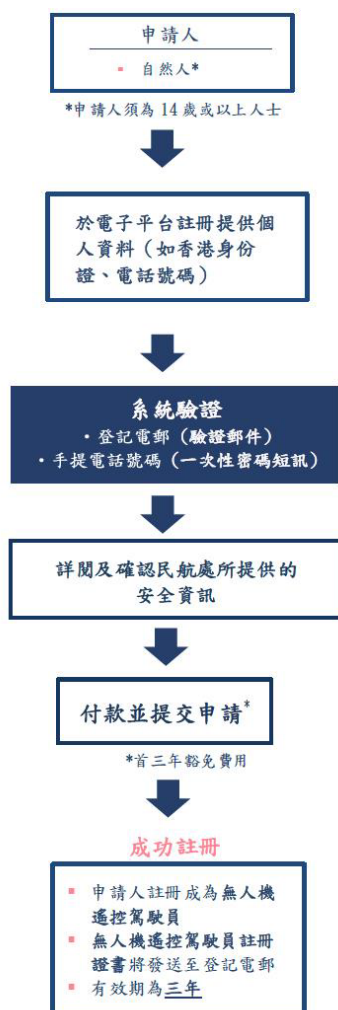 申請人
▪ 自然人*
*申請人須為 14 歲或以上人士
於電子平台註冊提供個
人資料（如香港身份
證、電話號碼）
系統驗證
・登記電郵（驗證郵件）
・手提電話號碼（一次性密碼短訊）
詳閱及確認民航處所提供的
安全資訊
付款並提交申請*
*首三年豁免費用
成功註冊
▪ 申請人註冊成為無人機
遙控駕駛員
▪ 無人機遙控駕駛員註冊
證書將發送至登記電郵
▪ 有效期為三年